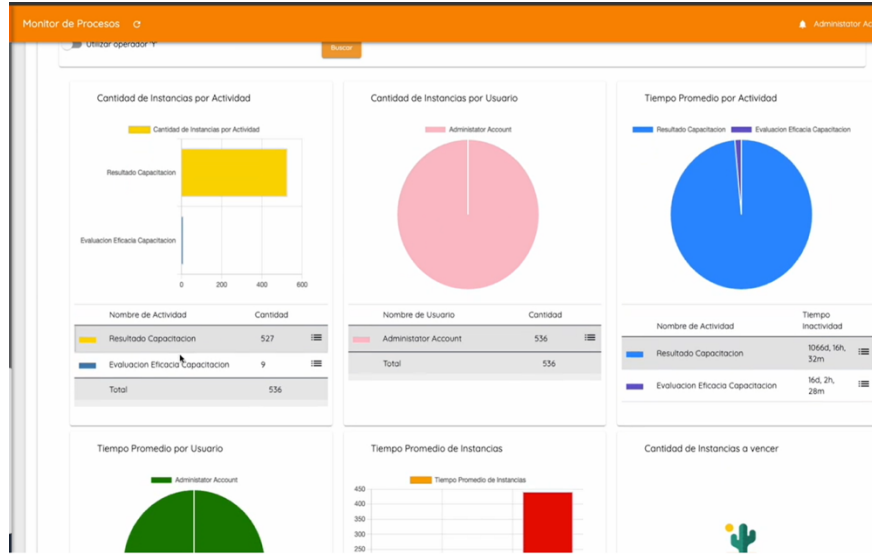 Monitor de Procesos
Administator Ac
Utilizar operador "Y"
Buscar
Cantidad de Instancias por Actividad
Cantidad de Instancias por Actividad
Resultado Capacitacion
Evaluacion Eficacia Capacitacion
0 200 400 600
Nombre de Actividad Cantidad
Resultado Capacitacion 527
Evaluacion Eficacia Capacitacion 9
Total 536
Cantidad de Instancias por Usuario
Administator Account
Nombre de Usuario Cantidad
Administator Account 536
Total 536
Tiempo Promedio por Actividad
Resultado Capacitacion Evaluacion Eficacia Capacitacion
Nombre de Actividad Tiempo Inactividad
Resultado Capacitacion 1066d, 16h, 32m
Evaluacion Eficacia Capacitacion 16d, 2h, 28m
Tiempo Promedio por Usuario
Administator Account
Tiempo Promedio de Instancias
Tiempo Promedio de Instancias
450
400
350
300
250
Cantidad de Instancias a vencer